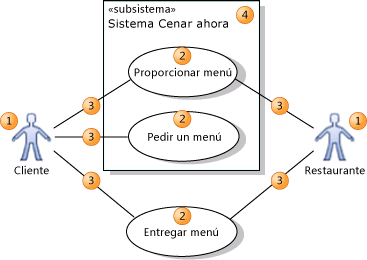 «subsistema»
4
Sistema Cenar ahora
2
Proporcionar menú
3
3
1
2
1
3
Pedir un menú
Cliente
Restaurante
3
3
2
Entregar menú